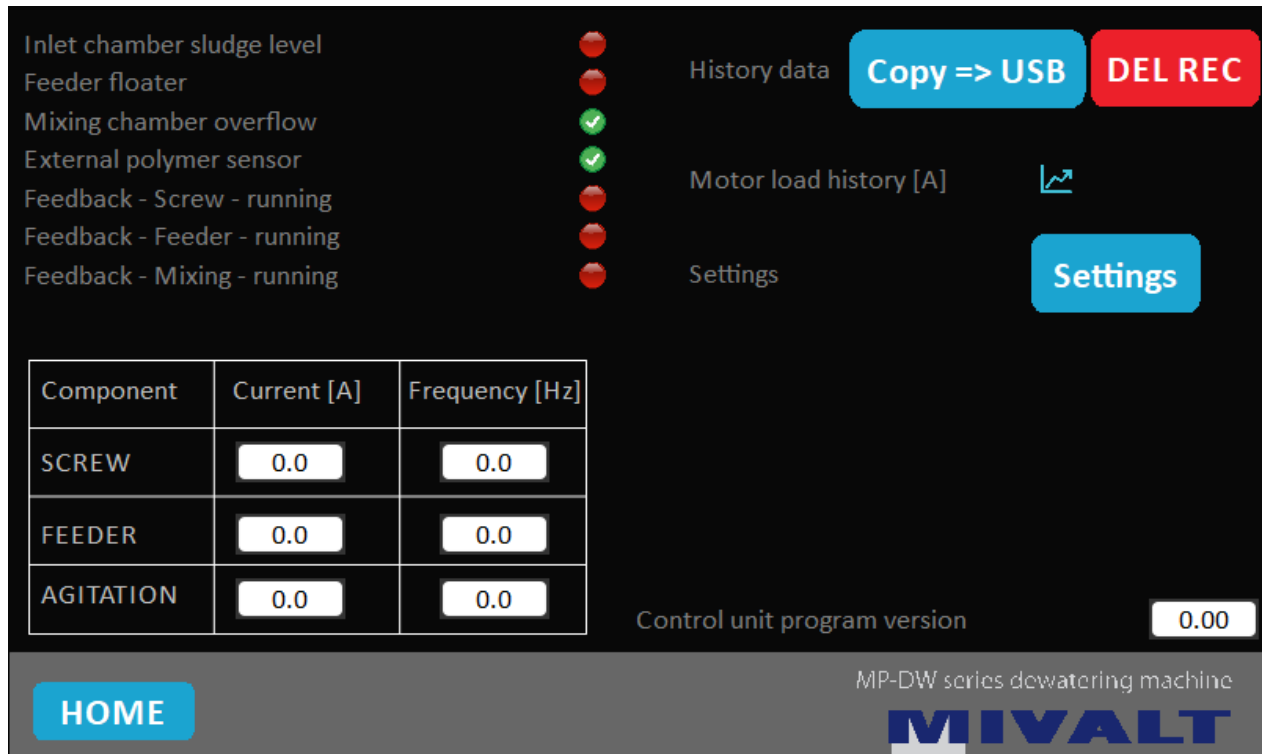 Inlet chamber sludge level
Feeder floater
Mixing chamber overflow
External polymer sensor
Feedback - Screw - running
Feedback - Feeder - running
Feedback - Mixing - running
History data Copy => USB DEL REC
Motor load history [A]
Settings Settings
Component Current [A] Frequency [Hz]
SCREW 0.0 0.0
FEEDER 0.0 0.0
AGITATION 0.0 0.0
Control unit program version 0.00
HOME
MP-DW series dewatering machine
MIVALT